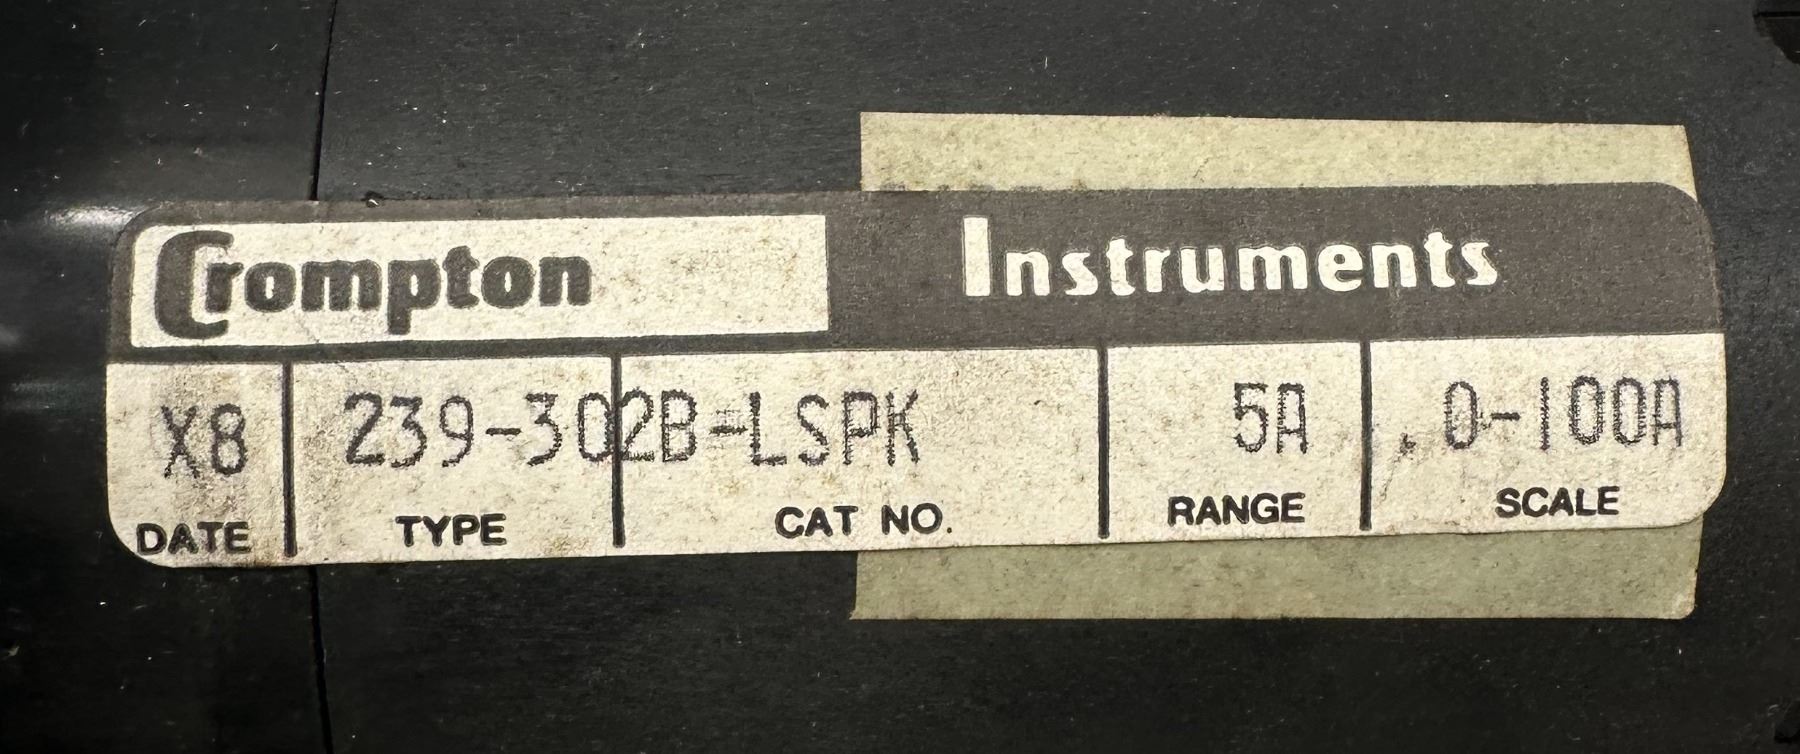 Crompton Instruments
X8 239-302B-LSPK 5A .0-100A
DATE TYPE CAT NO. RANGE SCALE